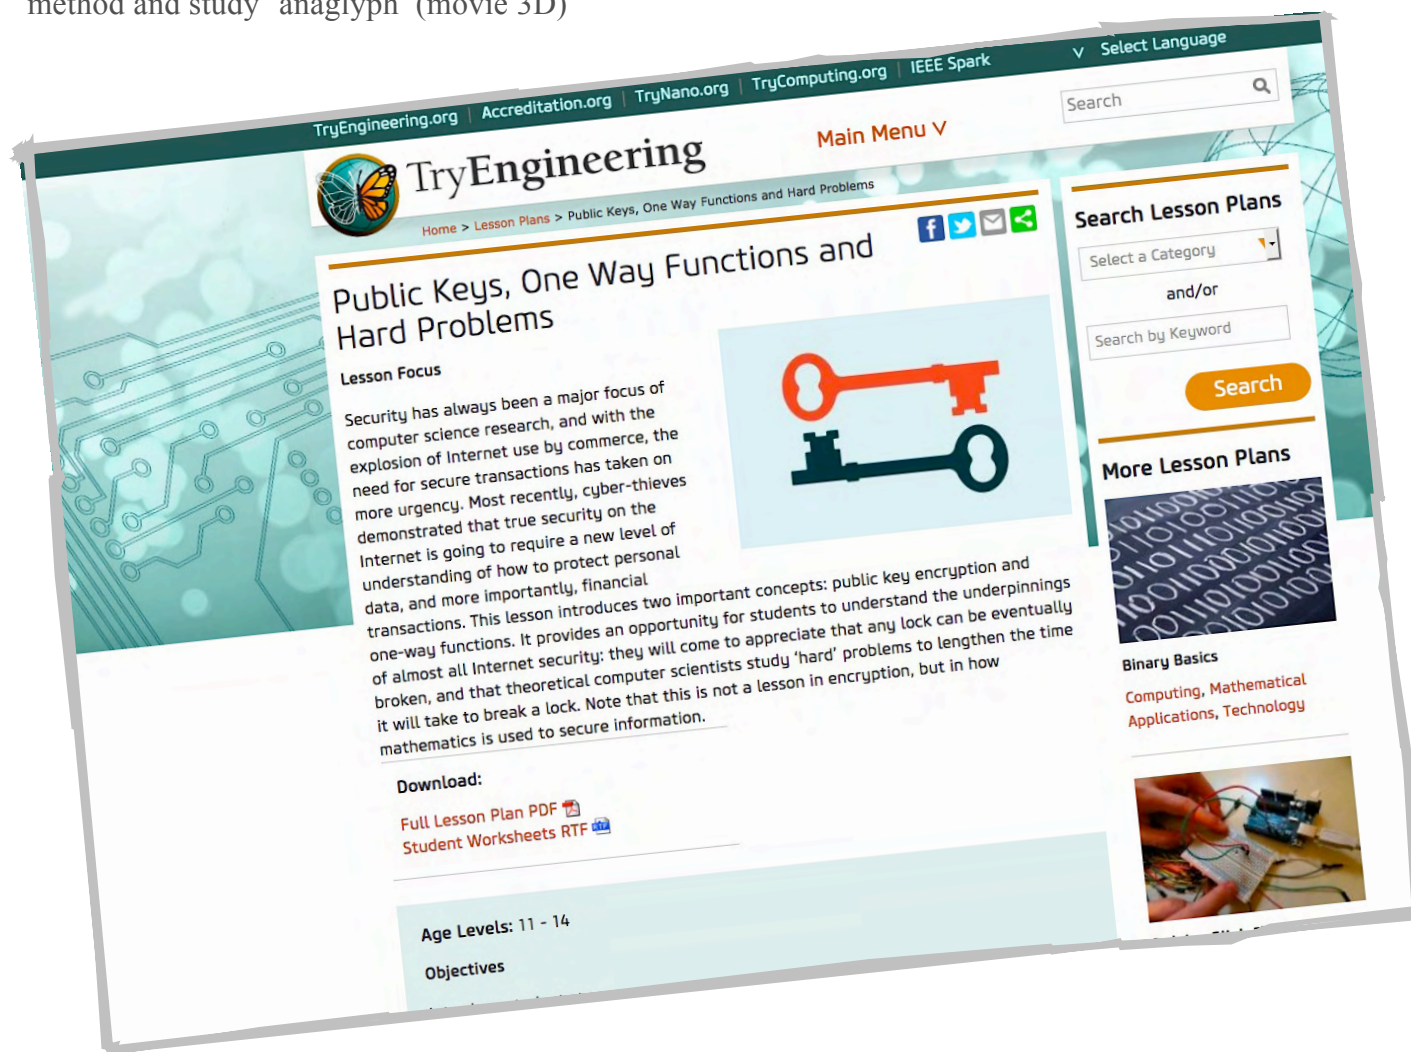 method and study "anaglyph" (movie 3D)
TryEngineering.org | Accreditation.org | TryNano.org | TryComputing.org | IEEE Spark
V Select Language
TryEngineering
Main Menu V
Search
Home > Lesson Plans > Public Keys, One Way Functions and Hard Problems
Public Keys, One Way Functions and
Hard Problems
Lesson Focus
Security has always been a major focus of
computer science research, and with the
explosion of Internet use by commerce, the
need for secure transactions has taken on
more urgency. Most recently, cyber-thieves
demonstrated that true security on the
Internet is going to require a new level of
understanding of how to protect personal
data, and more importantly, financial
transactions. This lesson introduces two important concepts: public key encryption and
one-way functions. It provides an opportunity for students to understand the underpinnings
of almost all Internet security: they will come to appreciate that any lock can be eventually
broken, and that theoretical computer scientists study 'hard' problems to lengthen the time
it will take to break a lock. Note that this is not a lesson in encryption, but in how
mathematics is used to secure information.
Download:
Full Lesson Plan PDF
Student Worksheets RTF
Age Levels: 11 - 14
Objectives
Search Lesson Plans
Select a Category
and/or
Search by Keyword
Search
More Lesson Plans
Binary Basics
Computing, Mathematical
Applications, Technology